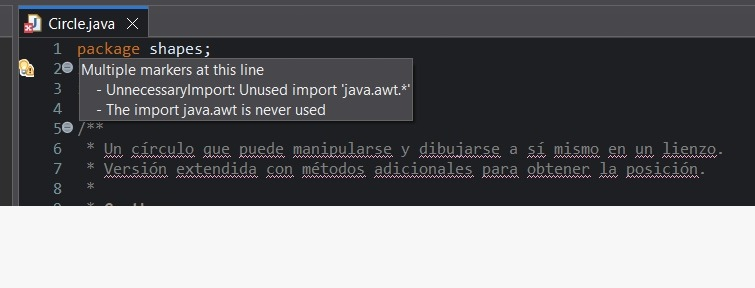 Circle.java
1 package shapes;
2 Multiple markers at this line
3 - UnnecessaryImport: Unused import 'java.awt.*'
4 - The import java.awt is never used
5 /**
6 * Un círculo que puede manipularse y dibujarse a sí mismo en un lienzo.
7 * Versión extendida con métodos adicionales para obtener la posición.
8 *